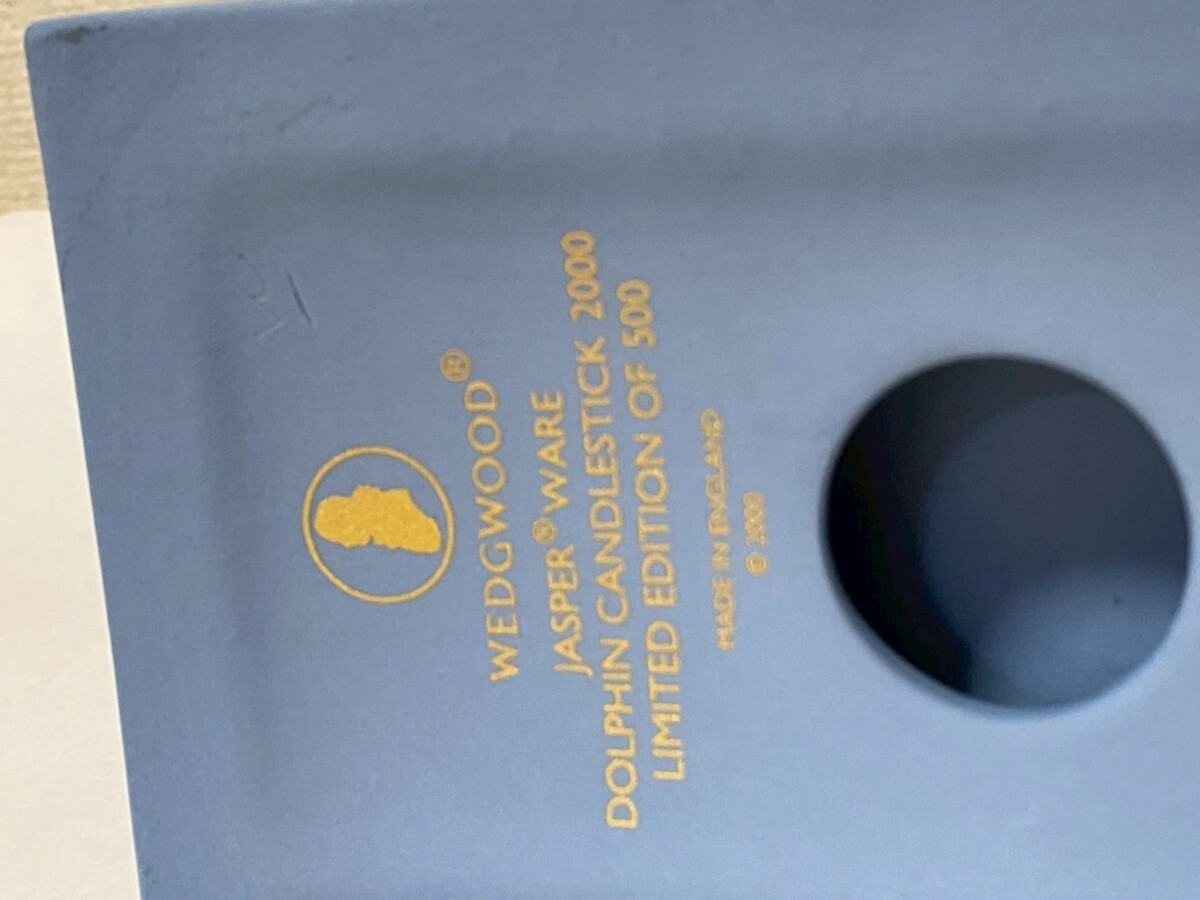 WEDGWOOD®
JASPER®WARE
DOLPHIN CANDLESTICK 2000
LIMITED EDITION OF 500
MADE IN ENGLAND
© 2000